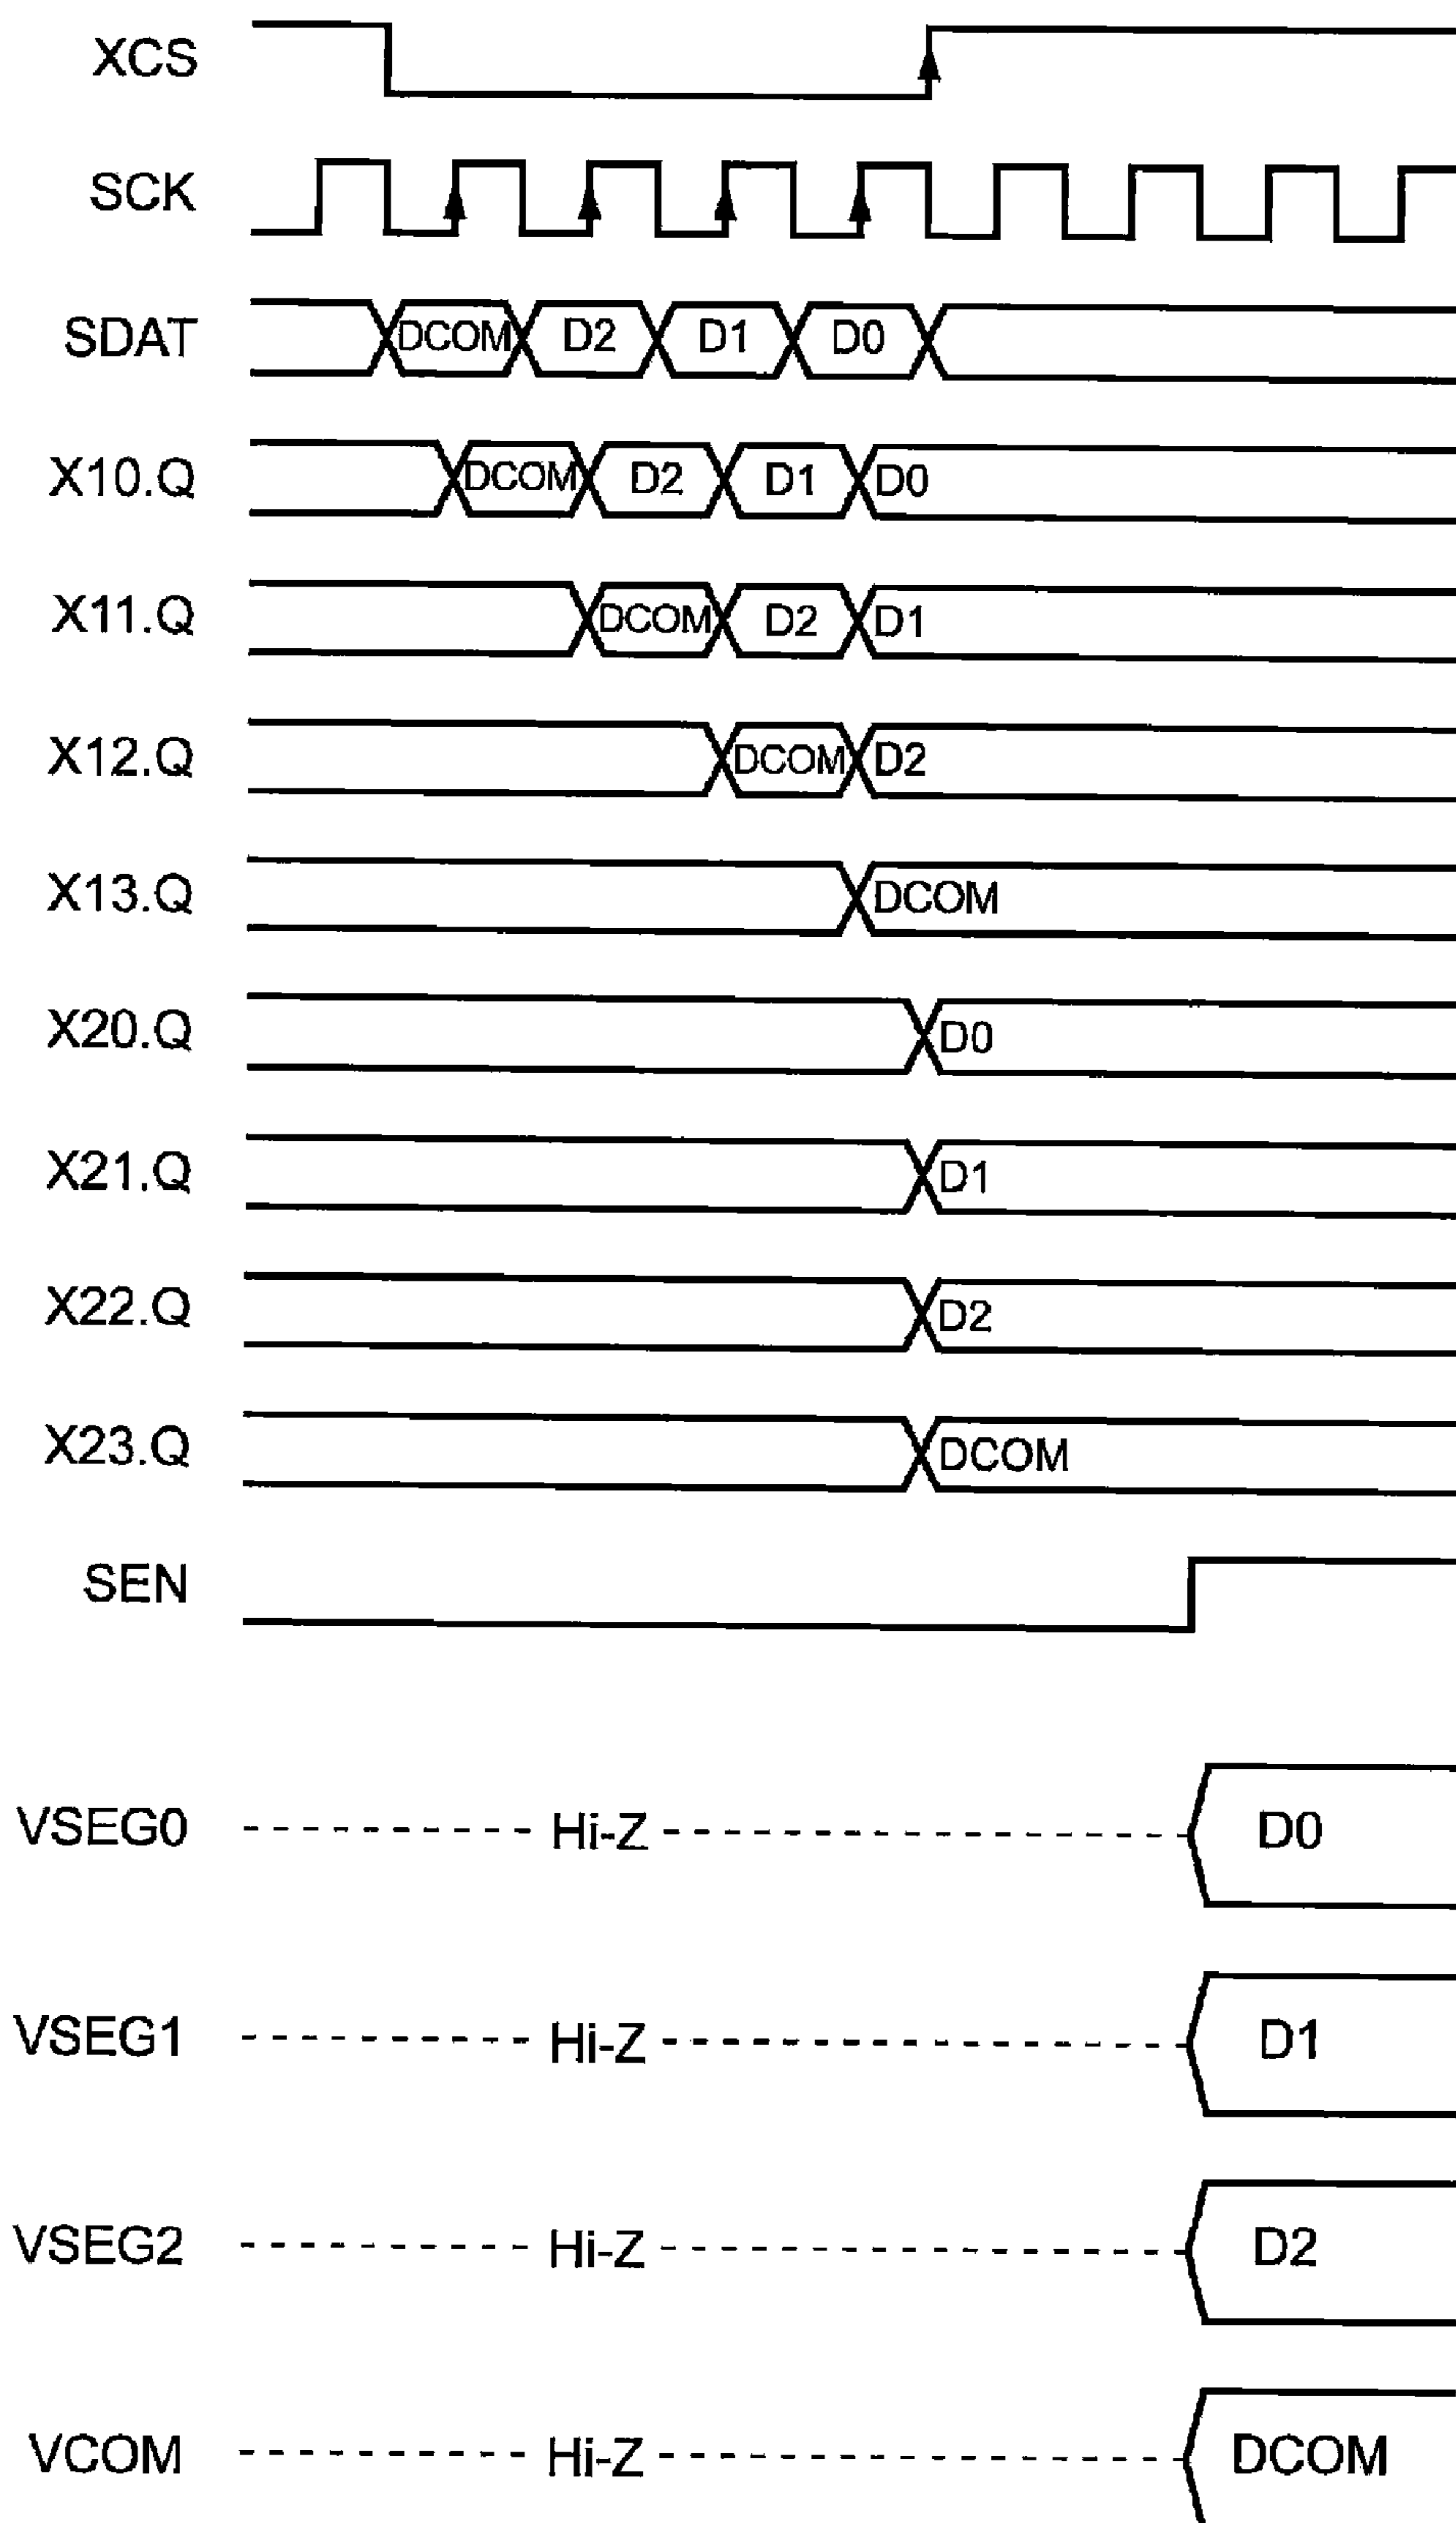 XCS
SCK
SDAT DCOM D2 D1 D0
X10.Q DCOM D2 D1 D0
X11.Q DCOM D2 D1
X12.Q DCOM D2
X13.Q DCOM
X20.Q D0
X21.Q D1
X22.Q D2
X23.Q DCOM
SEN
VSEG0 Hi-Z D0
VSEG1 Hi-Z D1
VSEG2 Hi-Z D2
VCOM Hi-Z DCOM